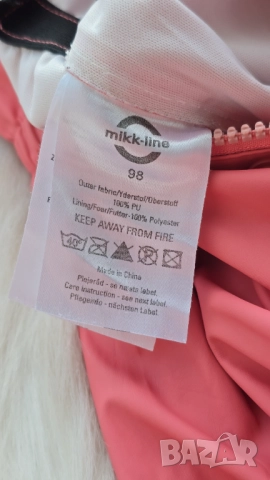 mikk-line
98
Outer fabric/Yderstof/Oberstoff
100% PU
Lining/Foer/Futter-100% Polyester
KEEP AWAY FROM FIRE
40°
Made in China
Plejeråd - se næste label.
Care instruction - see next label.
Pflegende - nächsten Label.
bazar.bg